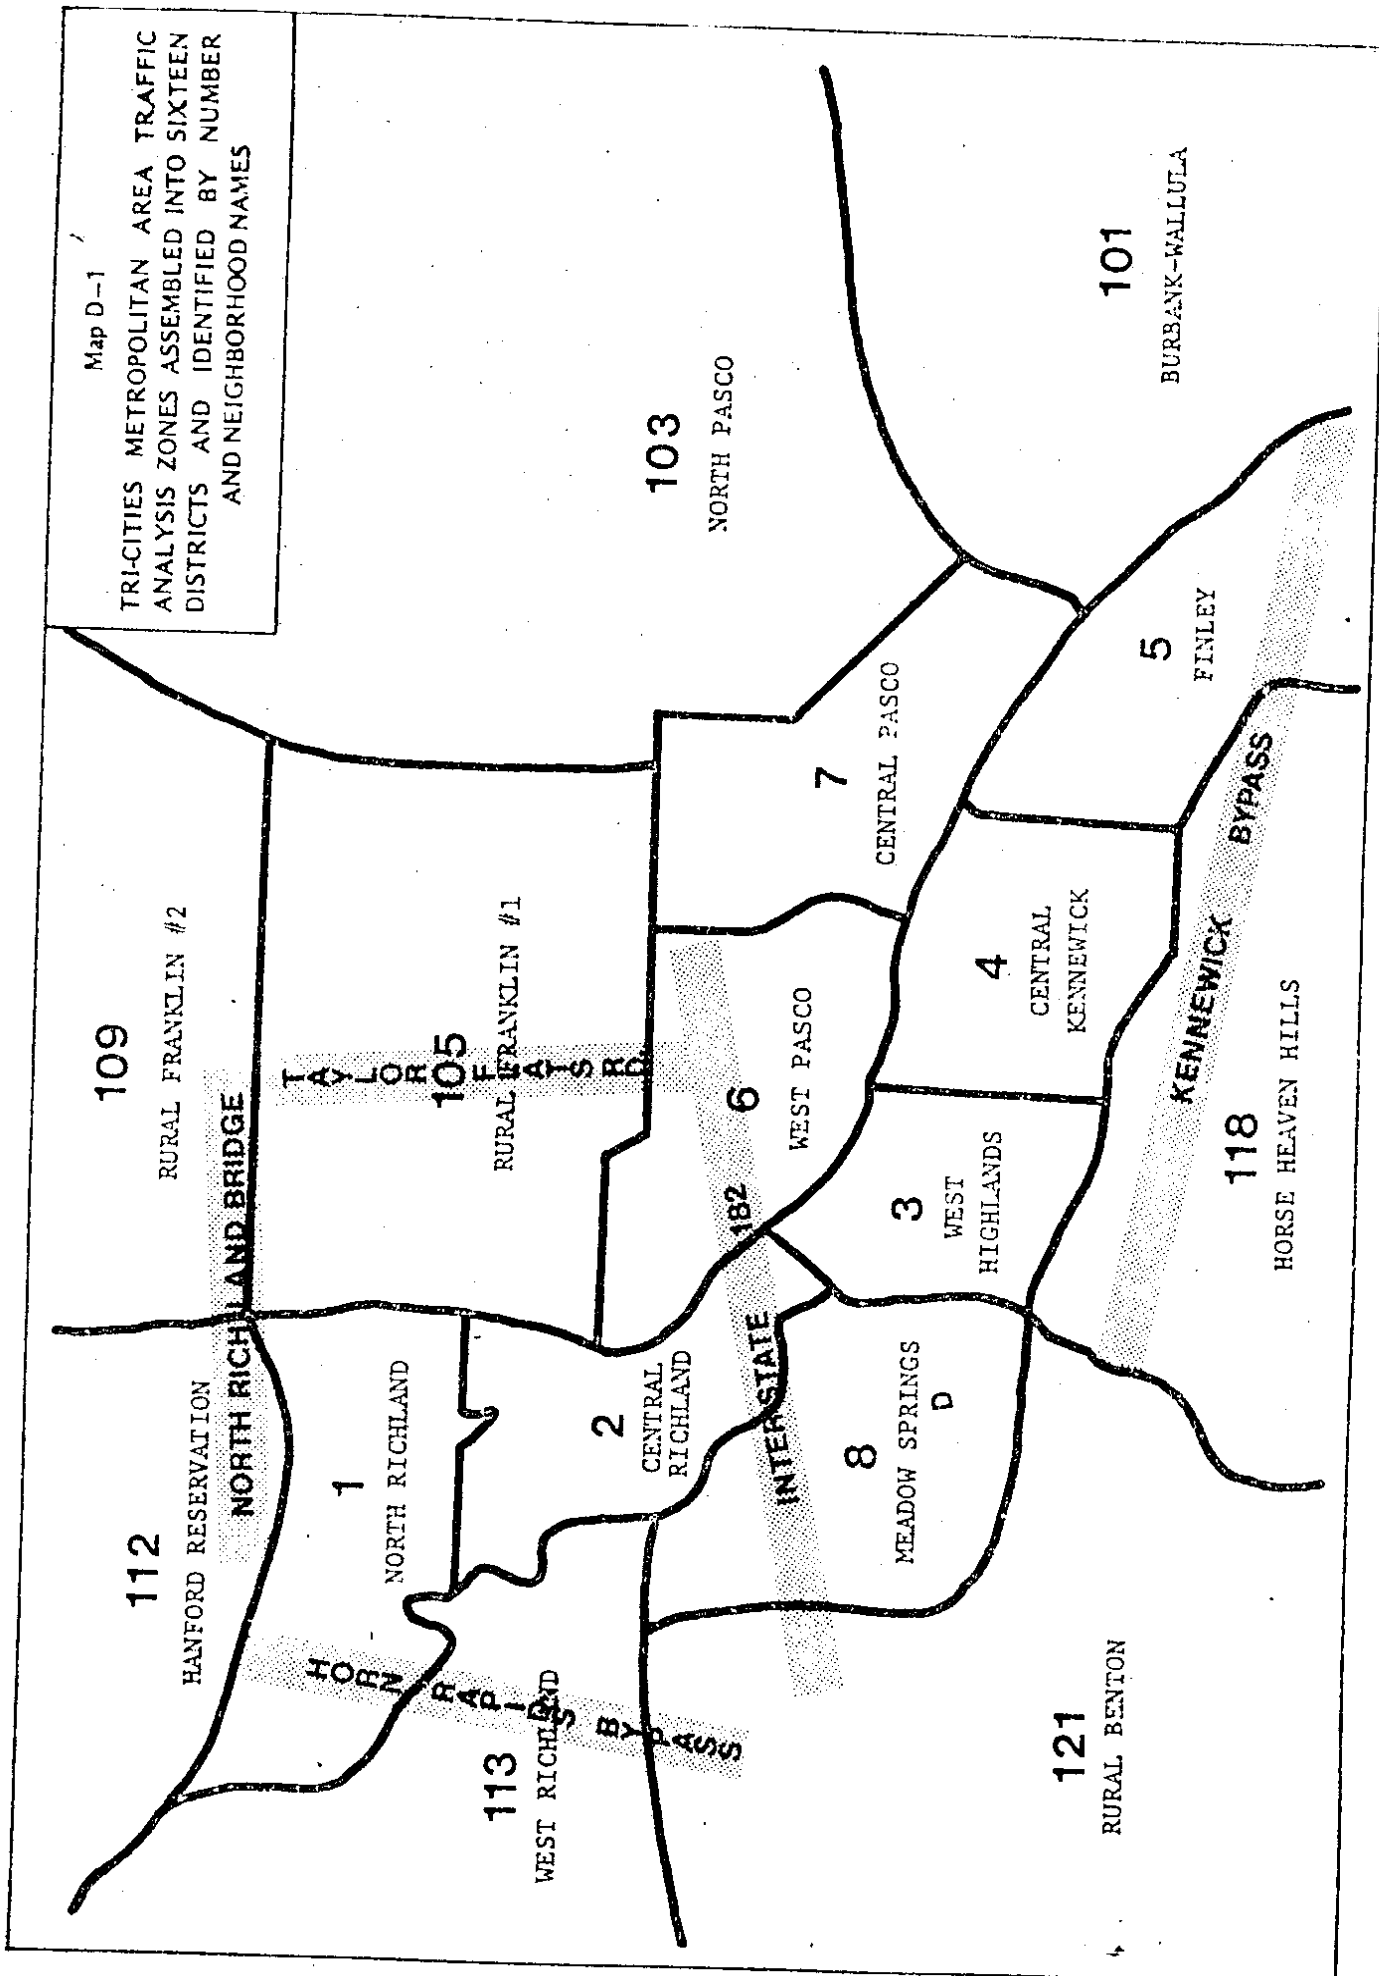 Map D-1
TRI-CITIES METROPOLITAN AREA TRAFFIC
ANALYSIS ZONES ASSEMBLED INTO SIXTEEN
DISTRICTS AND IDENTIFIED BY NUMBER
AND NEIGHBORHOOD NAMES
112
HANFORD RESERVATION
109
RURAL FRANKLIN #2
NORTH RICHLAND BRIDGE
HORN RAPIDS BYPASS
1
NORTH RICHLAND
TAYLOR FLATS RD
105
RURAL FRANKLIN #1
113
WEST RICHLAND
2
CENTRAL
RICHLAND
103
NORTH PASCO
INTERSTATE 182
6
WEST PASCO
7
CENTRAL PASCO
8
MEADOW SPRINGS
D
3
WEST
HIGHLANDS
4
CENTRAL
KENNEWICK
101
BURBANK-WALLULA
5
FINLEY
121
RURAL BENTON
KENNEWICK BYPASS
118
HORSE HEAVEN HILLS